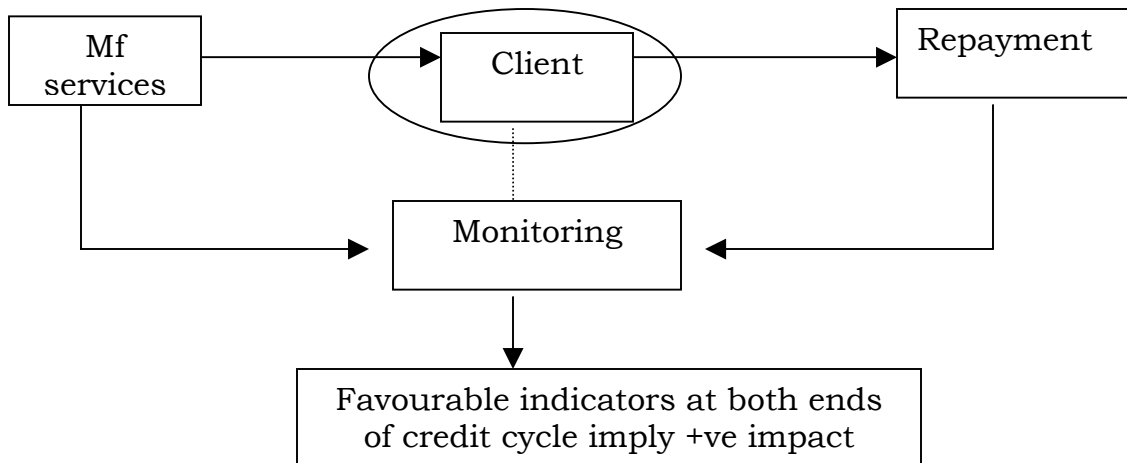 Mf
services
Client
Repayment
Monitoring
Favourable indicators at both ends
of credit cycle imply +ve impact